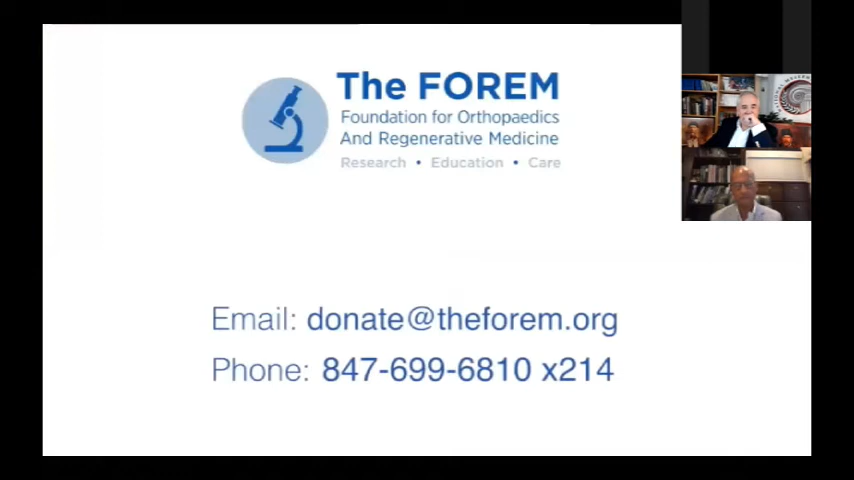 The FOREM
Foundation for Orthopaedics
And Regenerative Medicine
Research • Education • Care
Email: donate@theforem.org
Phone: 847-699-6810 x214